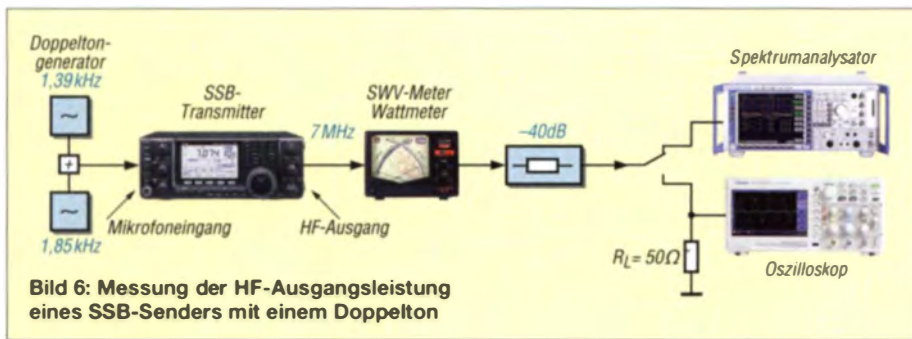 Doppelton-
generator
1,39 kHz
~
+
~
1,85 kHz
SSB-
Transmitter
Mikrofoneingang
HF-Ausgang
7 MHz
SWV-Meter
Wattmeter
–40dB
Spektrumanalysator
R_L = 50 Ω
Oszilloskop
Bild 6: Messung der HF-Ausgangsleistung
eines SSB-Senders mit einem Doppelton